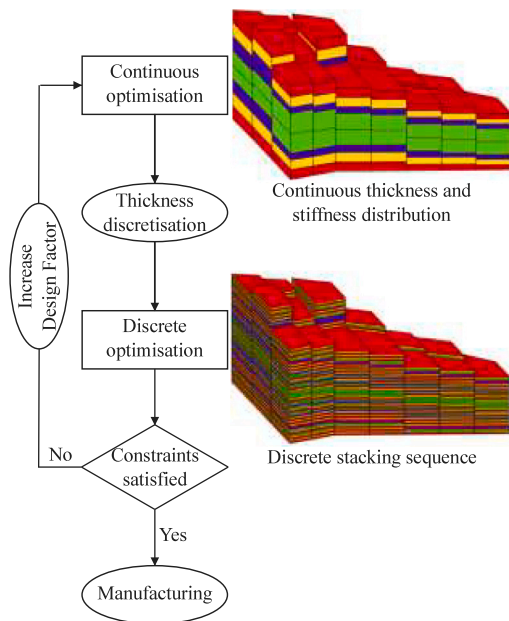 Continuous
optimisation
Continuous thickness and
stiffness distribution
Thickness
discretisation
Increase
Design Factor
Discrete
optimisation
Discrete stacking sequence
No
Constraints
satisfied
Yes
Manufacturing